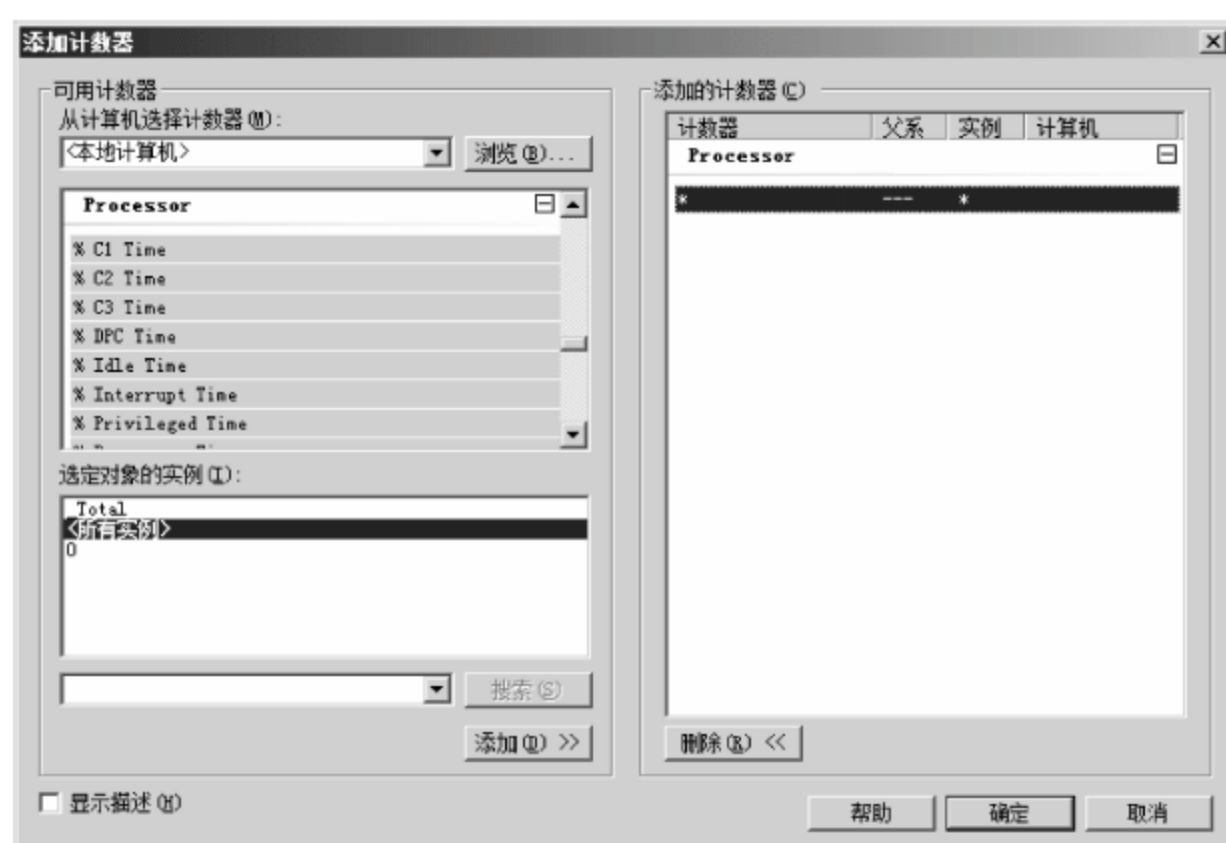 添加计数器
可用计数器
从计算机选择计数器(M):
<本地计算机>
浏览(B)...
Processor
% C1 Time
% C2 Time
% C3 Time
% DPC Time
% Idle Time
% Interrupt Time
% Privileged Time
选定对象的实例(I):
_Total
<所有实例>
0
搜索(S)
添加(D) >>
添加的计数器(C)
计数器 父系 实例 计算机
Processor
* --- *
删除(R) <<
显示描述(H)
帮助 确定 取消